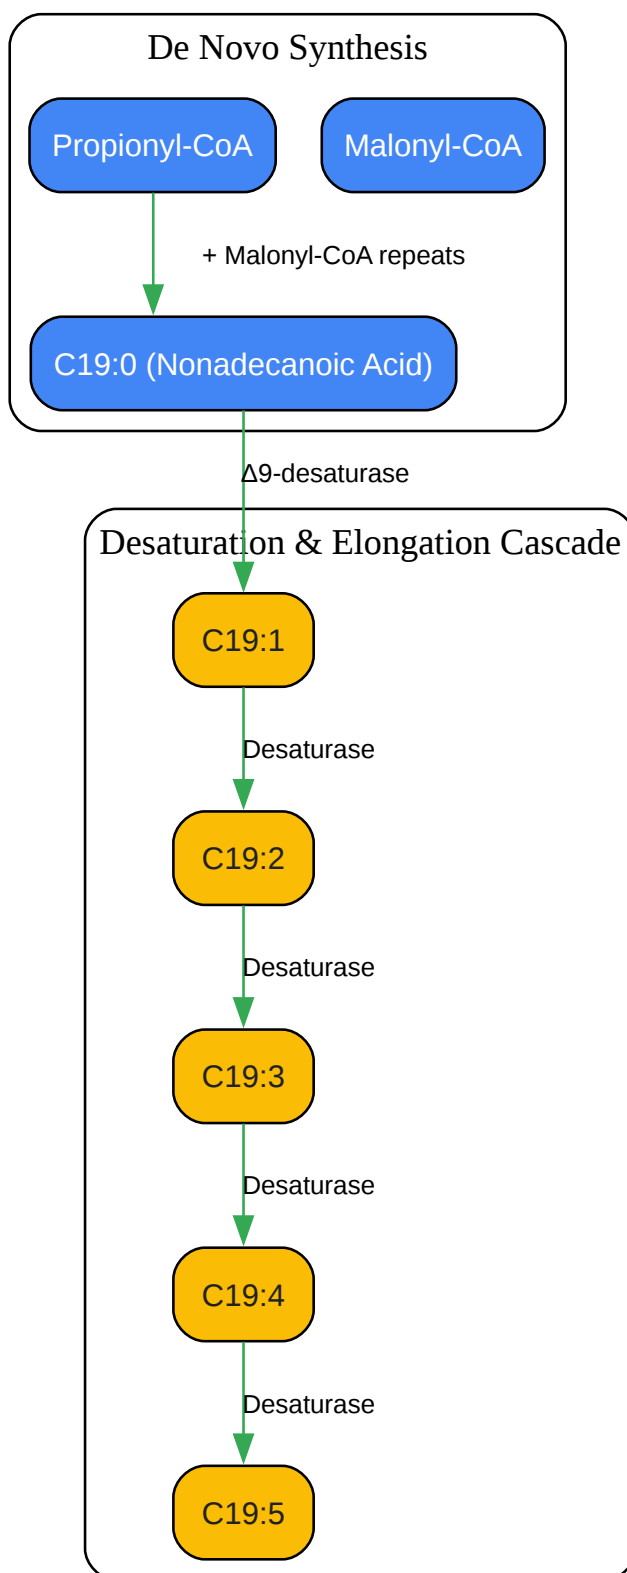 De Novo Synthesis
Propionyl-CoA
Malonyl-CoA
+ Malonyl-CoA repeats
C19:0 (Nonadecanoic Acid)
Δ9-desaturase
Desaturation & Elongation Cascade
C19:1
Desaturase
C19:2
Desaturase
C19:3
Desaturase
C19:4
Desaturase
C19:5